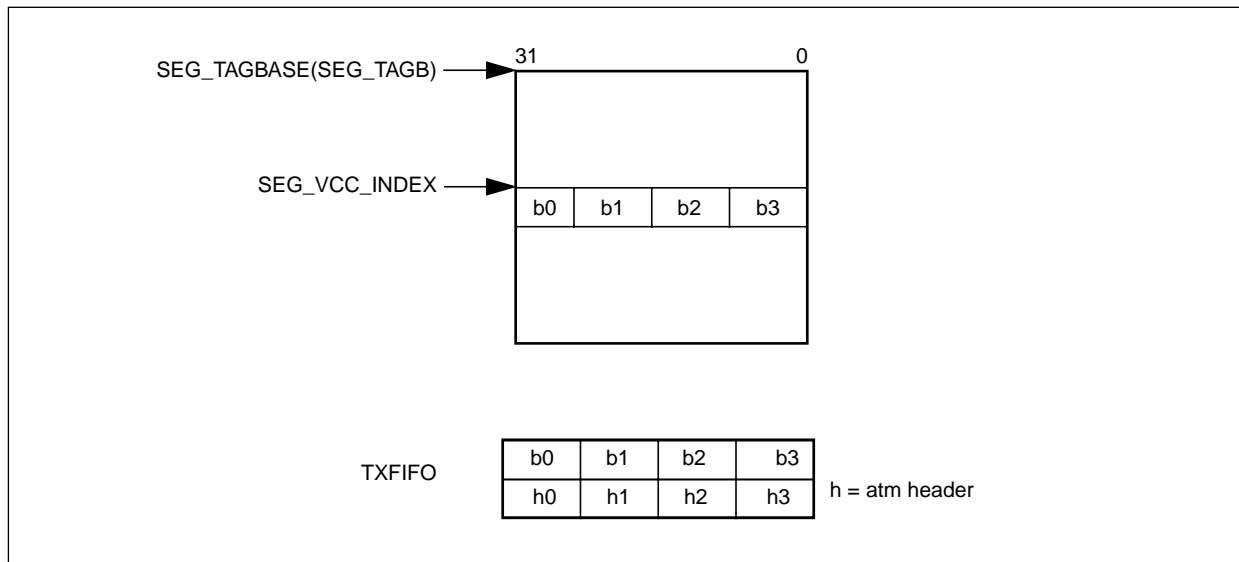 31 0
SEG_TAGBASE(SEG_TAGB)
SEG_VCC_INDEX
b0 b1 b2 b3
TXFIFO
b0 b1 b2 b3
h0 h1 h2 h3
h = atm header